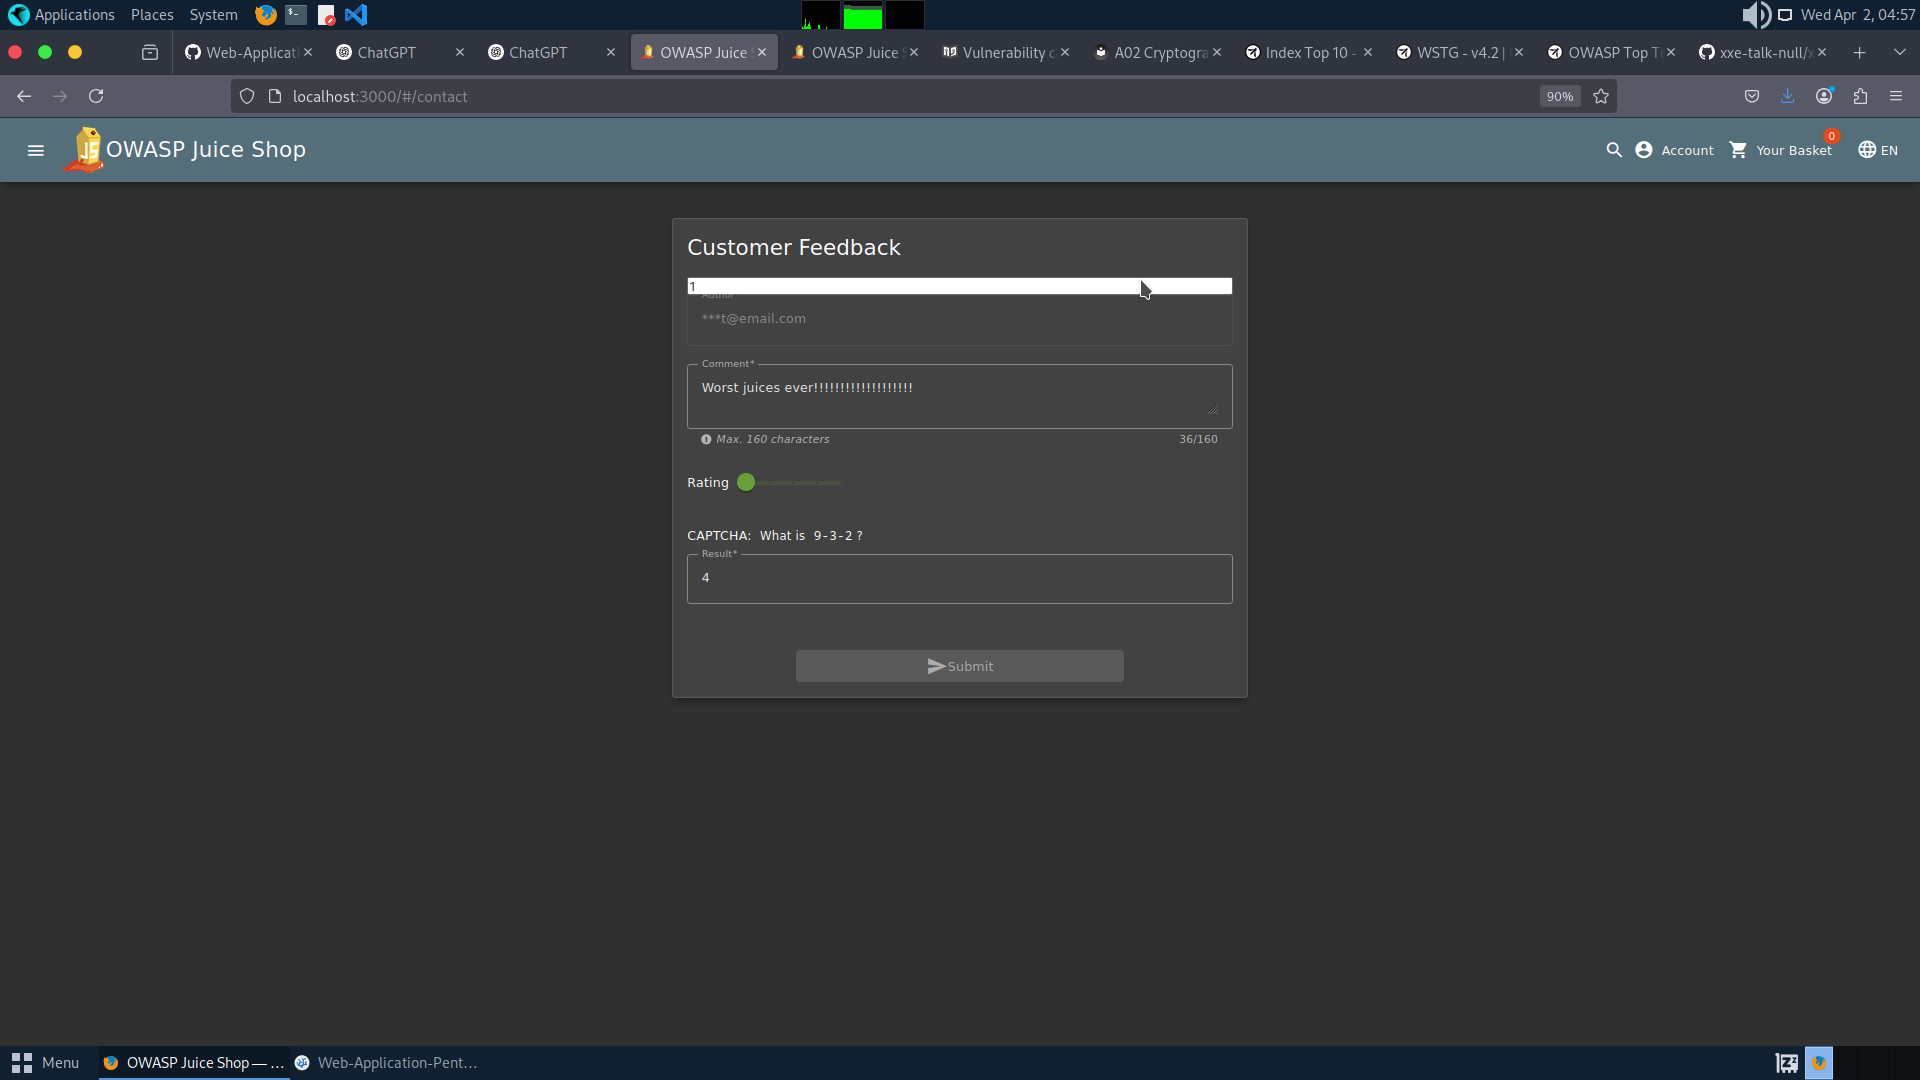 Applications Places System
Wed Apr 2, 04:57
Web-Applicati
ChatGPT
ChatGPT
OWASP Juice S
OWASP Juice S
Vulnerability c
A02 Cryptogra
Index Top 10 -
WSTG - v4.2 |
OWASP Top T
xxe-talk-null/x
localhost:3000/#/contact
90%
OWASP Juice Shop
Account
Your Basket
0
EN
Customer Feedback
1
Author
***t@email.com
Comment*
Worst juices ever!!!!!!!!!!!!!!!!!!!
Max. 160 characters
36/160
Rating
CAPTCHA: What is 9-3-2 ?
Result*
4
Submit
Menu
OWASP Juice Shop — ...
Web-Application-Pent...